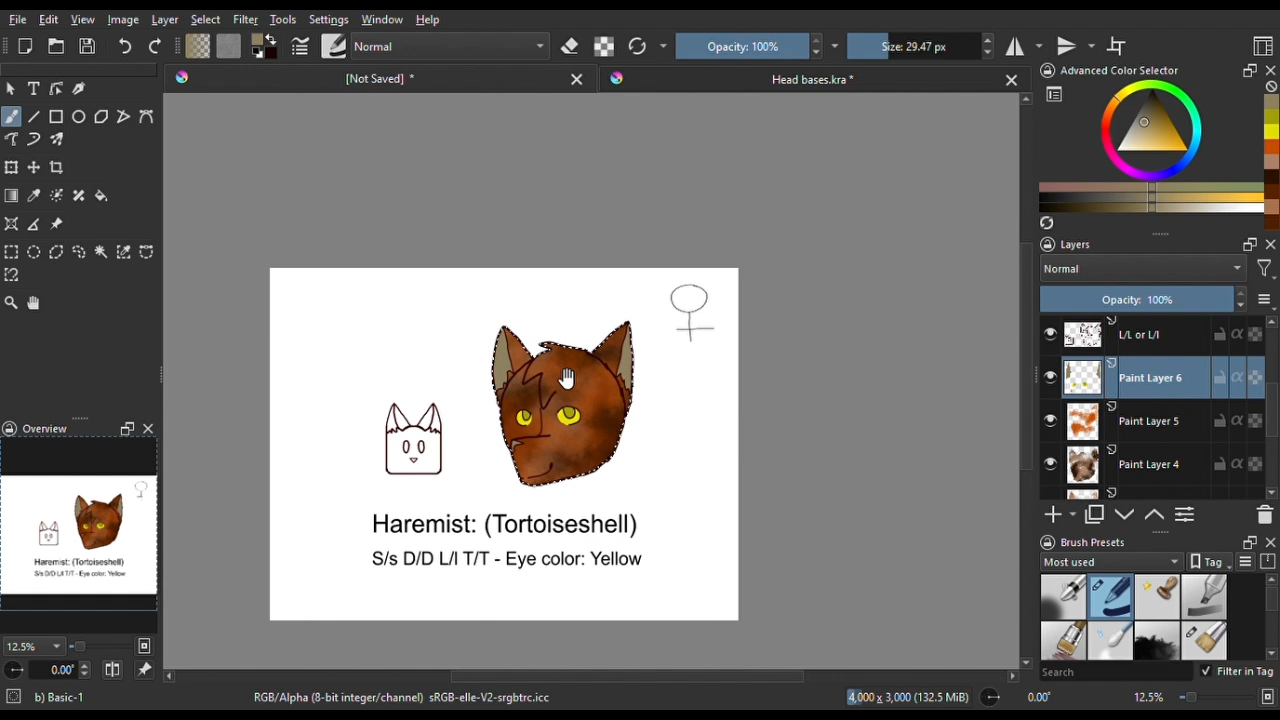 File Edit View Image Layer Select Filter Tools Settings Window Help
Normal
Opacity: 100%
Size: 29.47 px
[Not Saved] *
Head bases.kra *
Advanced Color Selector
Layers
Normal
Opacity: 100%
L/L or L/l
Paint Layer 6
Paint Layer 5
Paint Layer 4
Overview
Haremist: (Tortoiseshell)
S/s D/D L/l T/T - Eye color: Yellow
Haremist: (Tortoiseshell)
S/s D/D L/l T/T - Eye color: Yellow
Brush Presets
Most used
Tag
Search
Filter in Tag
12.5%
0.00°
b) Basic-1
RGB/Alpha (8-bit integer/channel) sRGB-elle-V2-srgbtrc.icc
4,000 x 3,000 (132.5 MiB)
0.00°
12.5%